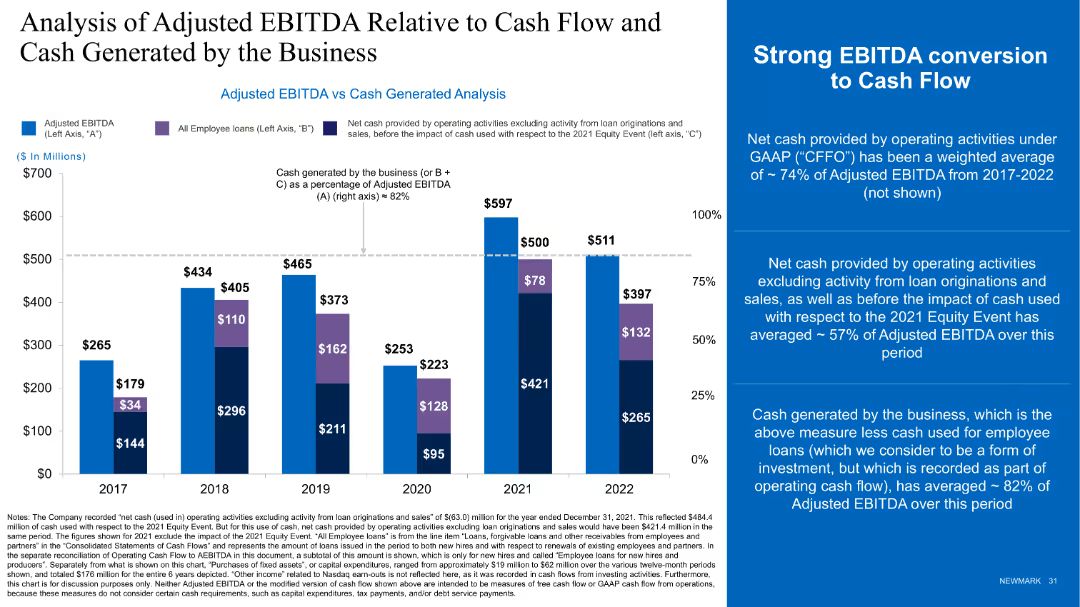 Analysis of Adjusted EBITDA Relative to Cash Flow and
Cash Generated by the Business
Adjusted EBITDA vs Cash Generated Analysis
Adjusted EBITDA
(Left Axis, “A”)
All Employee loans (Left Axis, “B”)
Net cash provided by operating activities excluding activity from loan originations and
sales, before the impact of cash used with respect to the 2021 Equity Event (left axis, “C”)
($ In Millions)
Cash generated by the business (or B +
C) as a percentage of Adjusted EBITDA
(A) (right axis) ≈ 82%
$700
$600
$500
$400
$300
$200
$100
$0
100%
75%
50%
25%
0%
$265
$179
$34
$144
$434
$405
$110
$296
$465
$373
$162
$211
$253
$223
$128
$95
$597
$500
$78
$421
$511
$397
$132
$265
2017
2018
2019
2020
2021
2022
Notes: The Company recorded “net cash (used in) operating activities excluding activity from loan originations and sales” of $(63.0) million for the year ended December 31, 2021. This reflected $484.4
million of cash used with respect to the 2021 Equity Event. But for this use of cash, net cash provided by operating activities excluding loan originations and sales would have been $421.4 million in the
same period. The figures shown for 2021 exclude the impact of the 2021 Equity Event. “All Employee loans” is from the line item “Loans, forgivable loans and other receivables from employees and
partners” in the “Consolidated Statements of Cash Flows” and represents the amount of loans issued in the period to both new hires and with respect to renewals of existing employees and partners. In
the separate reconciliation of Operating Cash Flow to AEBITDA in this document, a subtotal of this amount is shown, which is only for new hires and called “Employee loans for new hires and
producers”. Separately from what is shown on this chart, “Purchases of fixed assets”, or capital expenditures, ranged from approximately $19 million to $62 million over the various twelve-month periods
shown, and totaled $176 million for the entire 6 years depicted. “Other income” related to Nasdaq earn-outs is not reflected here, as it was recorded in cash flows from investing activities. Furthermore,
this chart is for discussion purposes only. Neither Adjusted EBITDA or the modified version of cash flow shown above are intended to be measures of free cash flow or GAAP cash flow from operations,
because these measures do not consider certain cash requirements, such as capital expenditures, tax payments, and/or debt service payments.
Strong EBITDA conversion
to Cash Flow
Net cash provided by operating activities under
GAAP (“CFFO”) has been a weighted average
of ~ 74% of Adjusted EBITDA from 2017-2022
(not shown)
Net cash provided by operating activities
excluding activity from loan originations and
sales, as well as before the impact of cash used
with respect to the 2021 Equity Event has
averaged ~ 57% of Adjusted EBITDA over this
period
Cash generated by the business, which is the
above measure less cash used for employee
loans (which we consider to be a form of
investment, but which is recorded as part of
operating cash flow), has averaged ~ 82% of
Adjusted EBITDA over this period
NEWMARK 31